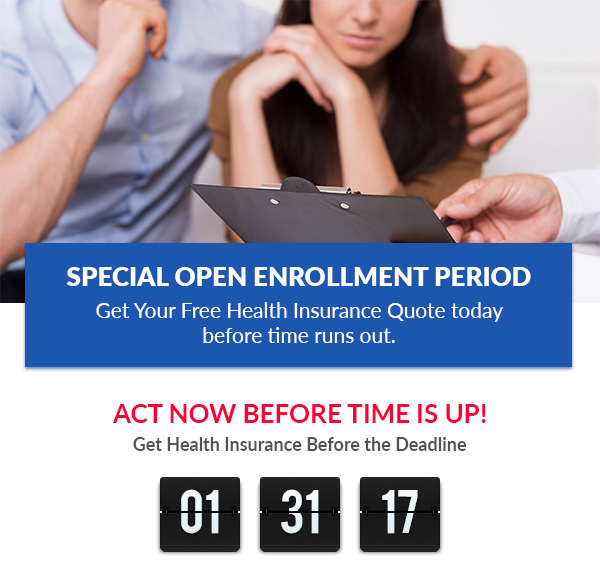 SPECIAL OPEN ENROLLMENT PERIOD
Get Your Free Health Insurance Quote today
before time runs out.
ACT NOW BEFORE TIME IS UP!
Get Health Insurance Before the Deadline
01 31 17